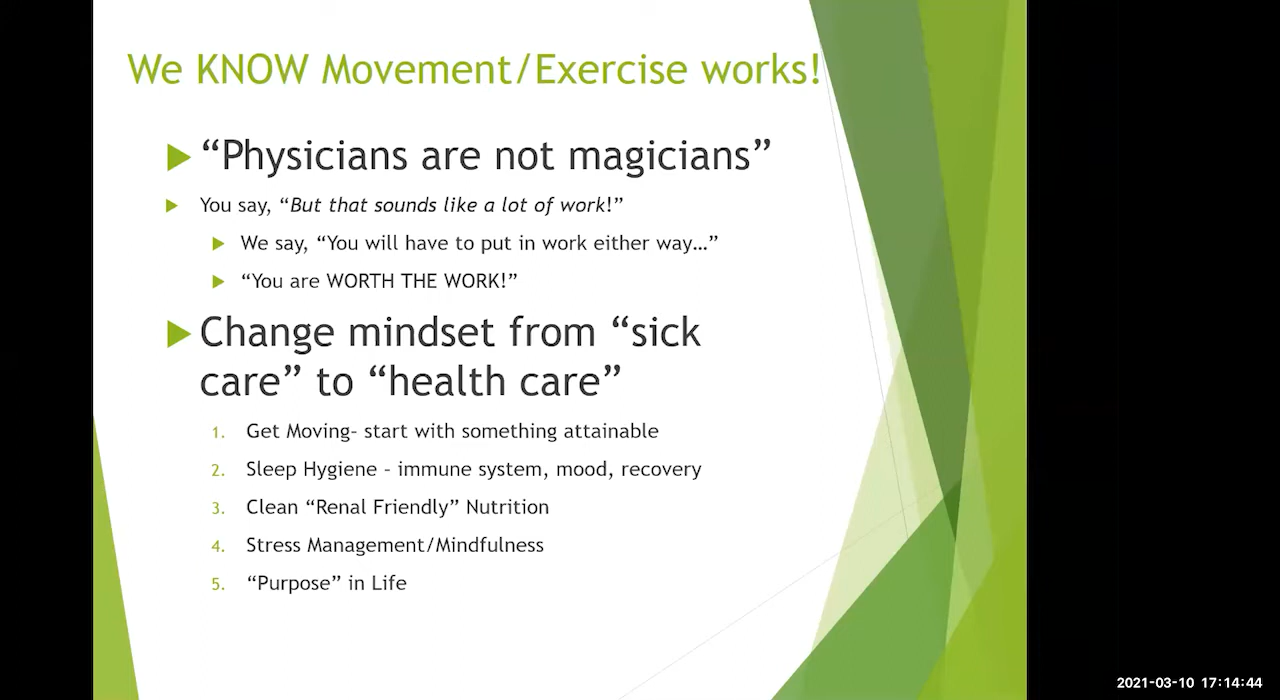 We KNOW Movement/Exercise works!
“Physicians are not magicians”
You say, “But that sounds like a lot of work!”
We say, “You will have to put in work either way…”
“You are WORTH THE WORK!”
Change mindset from “sick
care” to “health care”
1. Get Moving- start with something attainable
2. Sleep Hygiene - immune system, mood, recovery
3. Clean “Renal Friendly” Nutrition
4. Stress Management/Mindfulness
5. “Purpose” in Life
2021-03-10 17:14:44